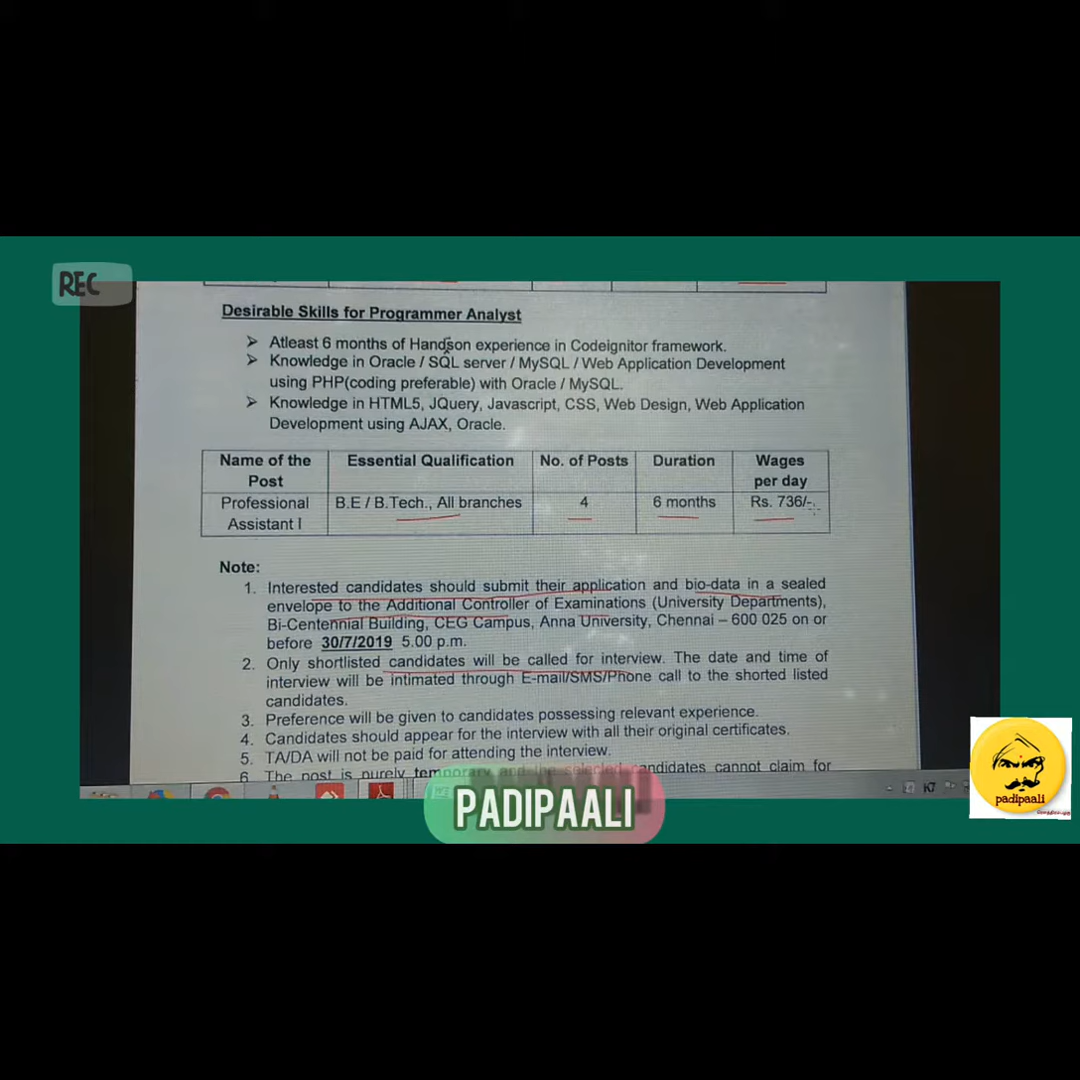 REC
Desirable Skills for Programmer Analyst
➢ Atleast 6 months of Handson experience in Codeignitor framework.
➢ Knowledge in Oracle / SQL server / MySQL / Web Application Development
using PHP(coding preferable) with Oracle / MySQL.
➢ Knowledge in HTML5, JQuery, Javascript, CSS, Web Design, Web Application
Development using AJAX, Oracle.
Name of the Post | Essential Qualification | No. of Posts | Duration | Wages per day
Professional Assistant I | B.E / B.Tech., All branches | 4 | 6 months | Rs. 736/-
Note:
1. Interested candidates should submit their application and bio-data in a sealed
envelope to the Additional Controller of Examinations (University Departments),
Bi-Centennial Building, CEG Campus, Anna University, Chennai – 600 025 on or
before 30/7/2019 5.00 p.m.
2. Only shortlisted candidates will be called for interview. The date and time of
interview will be intimated through E-mail/SMS/Phone call to the shorted listed
candidates.
3. Preference will be given to candidates possessing relevant experience.
4. Candidates should appear for the interview with all their original certificates.
5. TA/DA will not be paid for attending the interview.
6 The post is purely temporary and the selected candidates cannot claim for
K7
PADIPAALI
padipaali